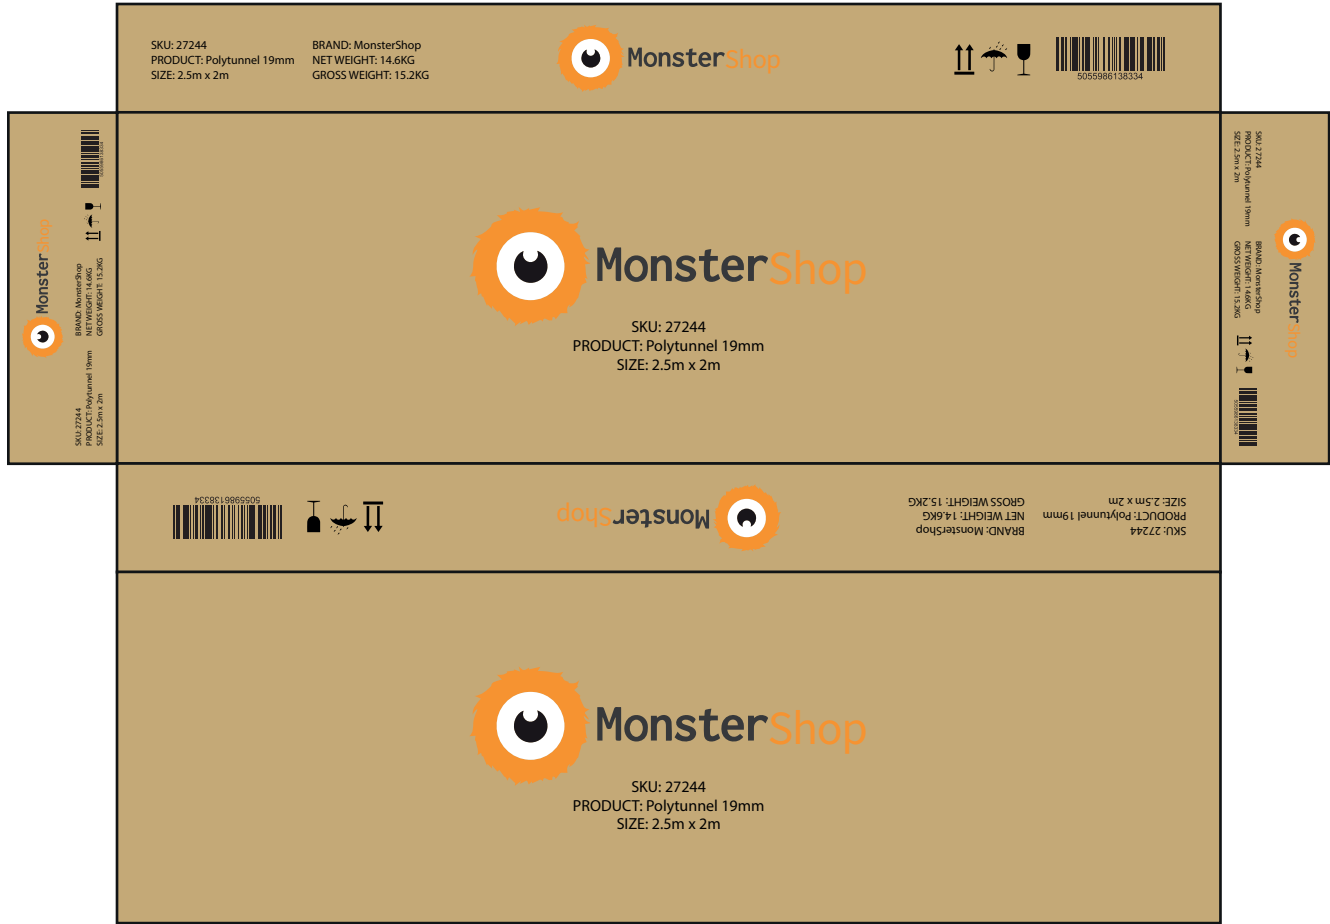 SKU: 27244
PRODUCT: Polytunnel 19mm
SIZE: 2.5m x 2m
BRAND: MonsterShop
NET WEIGHT: 14.6KG
GROSS WEIGHT: 15.2KG
MonsterShop
5055986138334
MonsterShop
SKU: 27244
PRODUCT: Polytunnel 19mm
SIZE: 2.5m x 2m
BRAND: MonsterShop
NET WEIGHT: 14.6KG
GROSS WEIGHT: 15.2KG
5055986138334
MonsterShop
SKU: 27244
PRODUCT: Polytunnel 19mm
SIZE: 2.5m x 2m
MonsterShop
SKU: 27244
PRODUCT: Polytunnel 19mm
SIZE: 2.5m x 2m
BRAND: MonsterShop
NET WEIGHT: 14.6KG
GROSS WEIGHT: 15.2KG
5055986138334
SKU: 27244
PRODUCT: Polytunnel 19mm
SIZE: 2.5m x 2m
BRAND: MonsterShop
NET WEIGHT: 14.6KG
GROSS WEIGHT: 15.2KG
MonsterShop
5055986138334
MonsterShop
SKU: 27244
PRODUCT: Polytunnel 19mm
SIZE: 2.5m x 2m